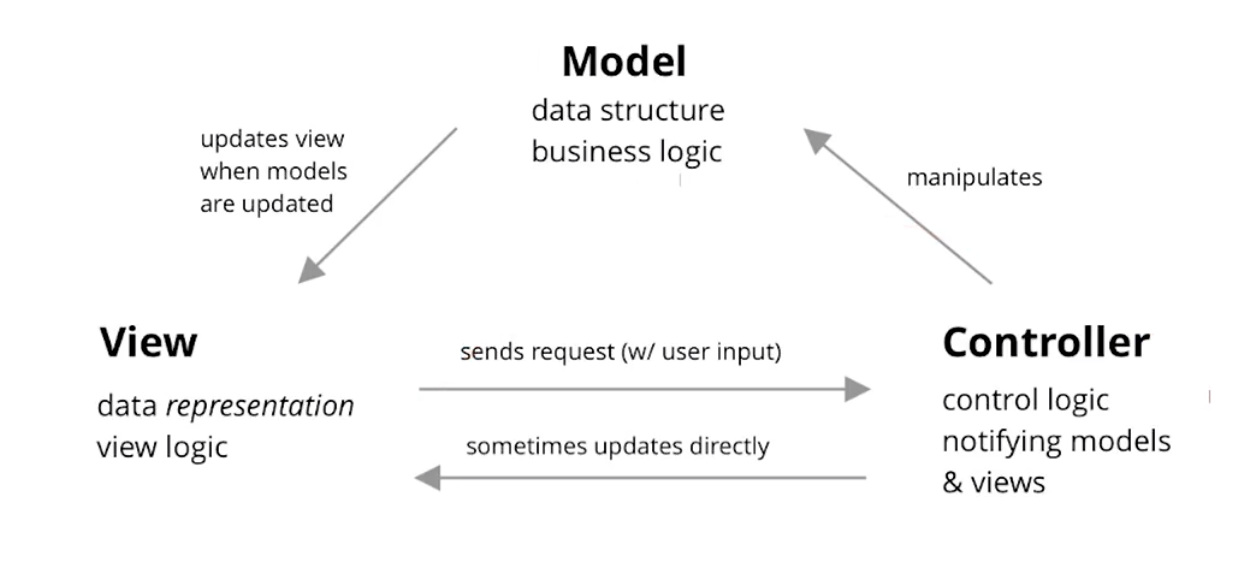 Model
data structure
business logic
updates view
when models
are updated
manipulates
View
data representation
view logic
sends request (w/ user input)
sometimes updates directly
Controller
control logic
notifying models
& views